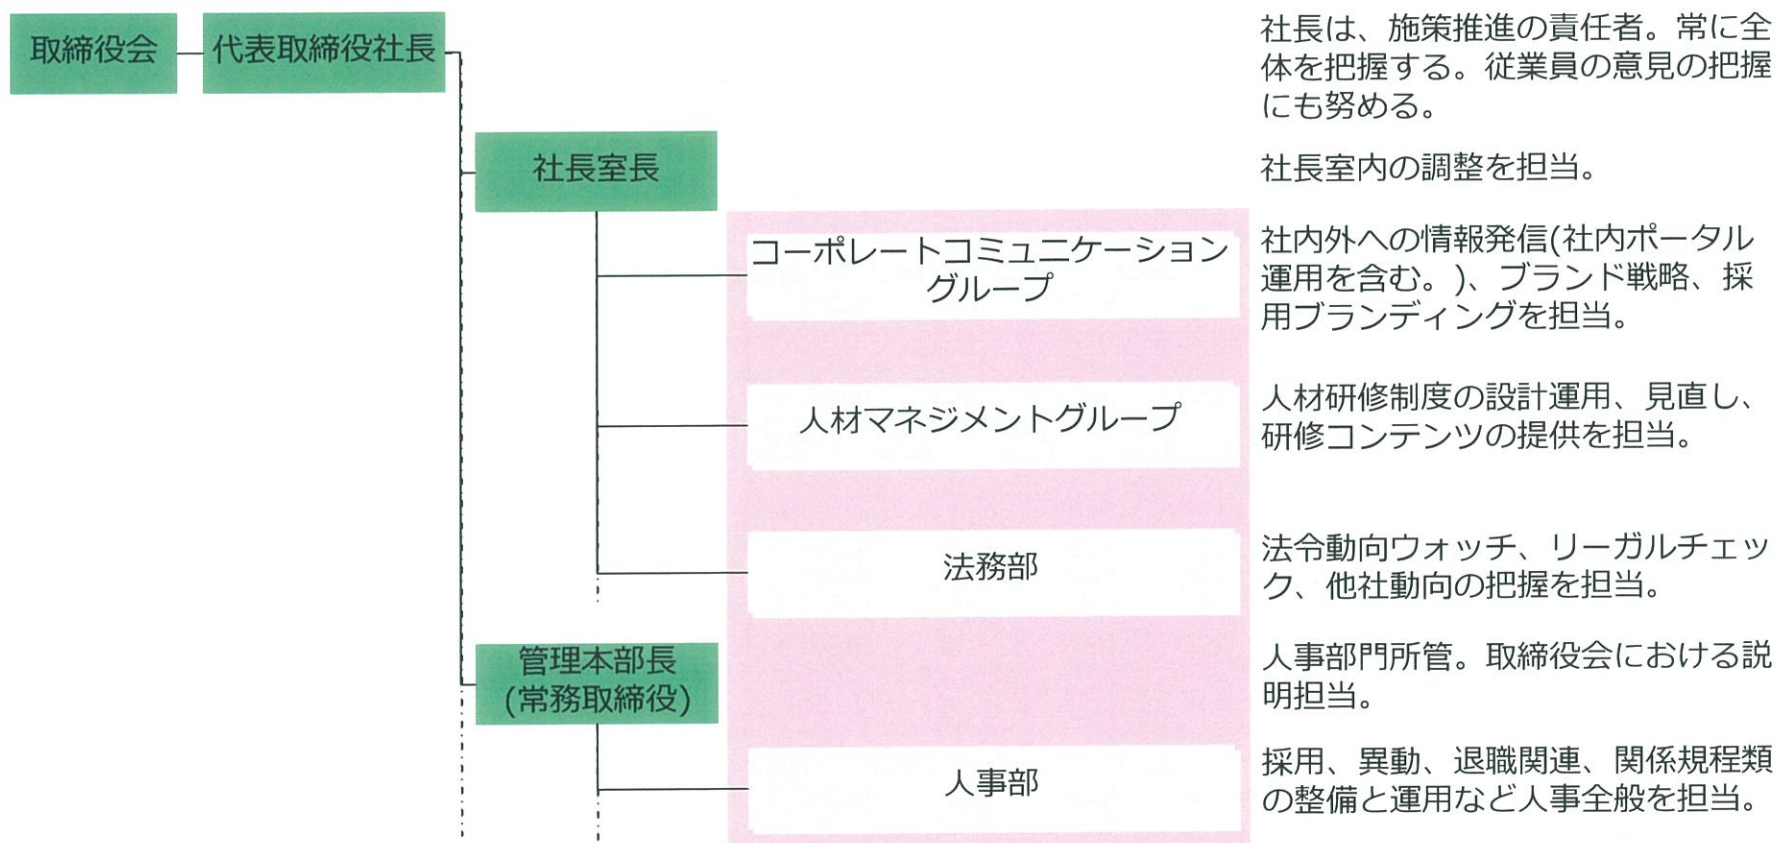 取締役会
代表取締役社長
社長は、施策推進の責任者。常に全
体を把握する。従業員の意見の把握
にも努める。
社長室長
社長室内の調整を担当。
コーポレートコミュニケーション
グループ
社内外への情報発信(社内ポータル
運用を含む。)、ブランド戦略、採
用ブランディングを担当。
人材マネジメントグループ
人材研修制度の設計運用、見直し、
研修コンテンツの提供を担当。
法務部
法令動向ウォッチ、リーガルチェッ
ク、他社動向の把握を担当。
管理本部長
(常務取締役)
人事部門所管。取締役会における説
明担当。
人事部
採用、異動、退職関連、関係規程類
の整備と運用など人事全般を担当。